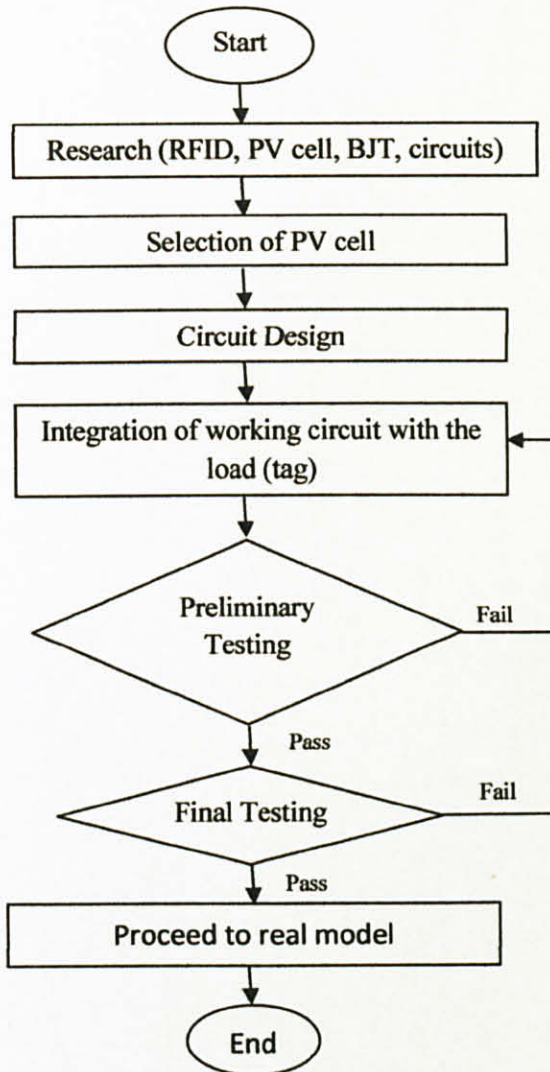 Start
Research (RFID, PV cell, BJT, circuits)
Selection of PV cell
Circuit Design
Integration of working circuit with the
load (tag)
Preliminary
Testing
Fail
Pass
Final Testing
Fail
Pass
Proceed to real model
End